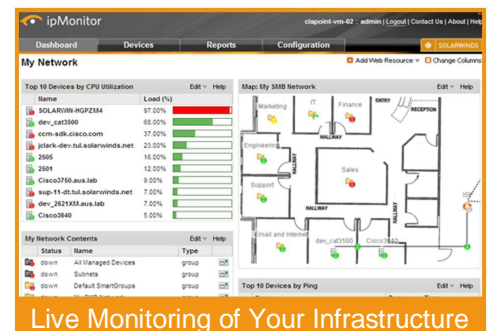 ipMonitor
clapoint-vm-02 :: admin | Logout | Contact Us | About | Help
Dashboard Devices Reports Configuration SOLARWINDS
My Network Add Web Resource Change Columns
Top 10 Devices by CPU Utilization Edit Help
Name Load (%)
SOLARWIN-HGPZM4 97.00%
dev_cat3500 68.00%
ccm-sdk.cisco.com 37.00%
jclark-dev.tul.solarwinds.net 23.00%
2505 16.00%
2501 12.00%
Cisco3750.aus.lab 9.00%
sup-11-dt.tul.solarwinds.net 7.00%
dev_2621XM.aus.lab 7.00%
Cisco3640 5.00%
Map: My SMB Network Edit Help
Marketing
IT
Finance
ENTRY
RECEPTION
HALLWAY
Engineering
Sales
Support
ISP
HALLWAY
HALLWAY
Email and Internet
dev_cat3500
Cisco3640
My Network Contents Edit Help
Status Name Type
down All Managed Devices group
down Subnets group
down Default SmartGroups group
Top 10 Devices by Ping Edit Help
Live Monitoring of Your Infrastructure